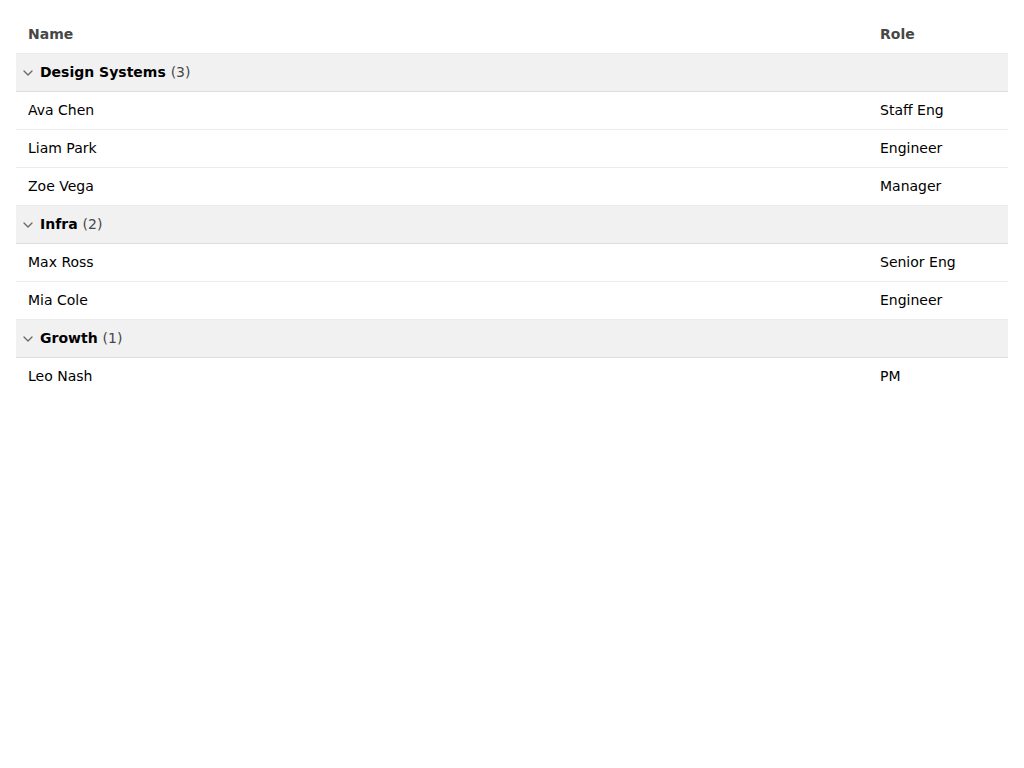 Name Role
Design Systems (3)
Ava Chen Staff Eng
Liam Park Engineer
Zoe Vega Manager
Infra (2)
Max Ross Senior Eng
Mia Cole Engineer
Growth (1)
Leo Nash PM